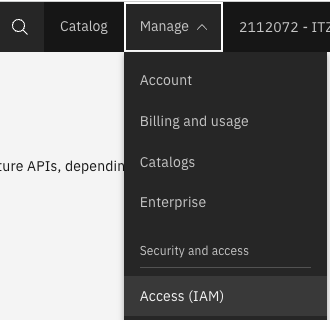 Catalog
Manage
2112072 - ITZ
Account
ture APIs, dependin
Billing and usage
Catalogs
Enterprise
Security and access
Access (IAM)